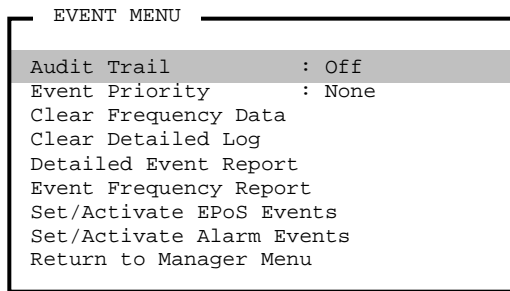 EVENT MENU
Audit Trail : Off
Event Priority : None
Clear Frequency Data
Clear Detailed Log
Detailed Event Report
Event Frequency Report
Set/Activate EPoS Events
Set/Activate Alarm Events
Return to Manager Menu